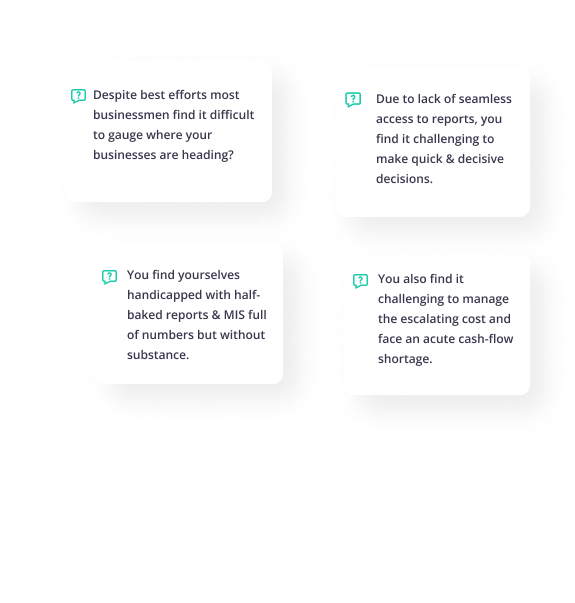 Despite best efforts most
businessmen find it difficult
to gauge where your
businesses are heading?
Due to lack of seamless
access to reports, you
find it challenging to
make quick & decisive
decisions.
You find yourselves
handicapped with half-
baked reports & MIS full
of numbers but without
substance.
You also find it
challenging to manage
the escalating cost and
face an acute cash-flow
shortage.